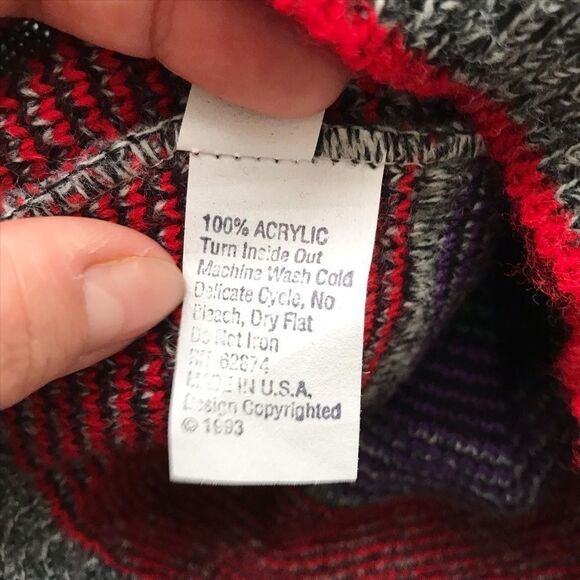 100% ACRYLIC
Turn Inside Out
Machine Wash Cold
Delicate Cycle, No
Bleach, Dry Flat
Do Not Iron
RN 62874
MADE IN U.S.A.
Design Copyrighted
© 1993